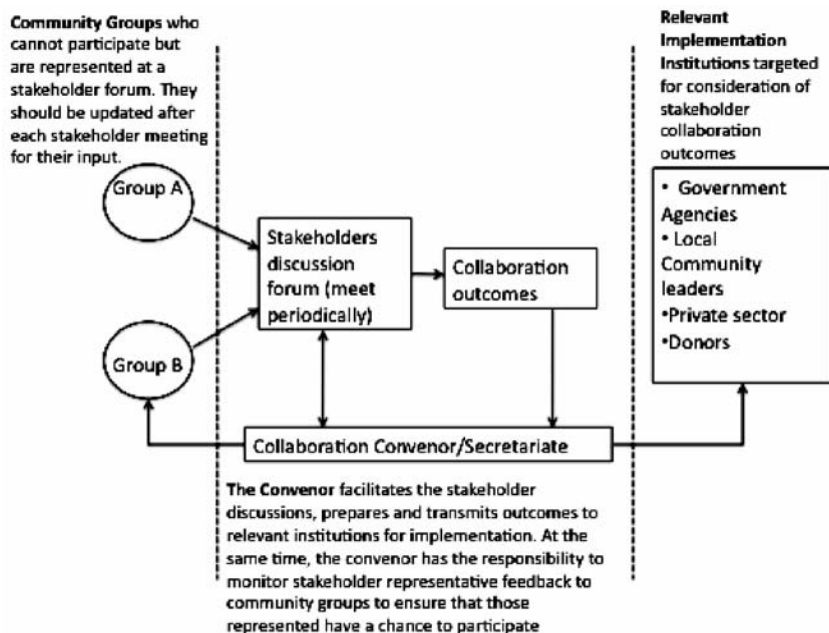 Community Groups who
cannot participate but
are represented at a
stakeholder forum. They
should be updated after
each stakeholder meeting
for their input.
Relevant
Implementation
Institutions targeted
for consideration of
stakeholder
collaboration
outcomes
Group A
Group B
Stakeholders
discussion
forum (meet
periodically)
Collaboration
outcomes
• Government
Agencies
• Local
Community
leaders
•Private sector
•Donors
Collaboration Convenor/Secretariate
The Convenor facilitates the stakeholder
discussions, prepares and transmits outcomes to
relevant institutions for implementation. At the
same time, the convenor has the responsibility to
monitor stakeholder representative feedback to
community groups to ensure that those
represented have a chance to participate